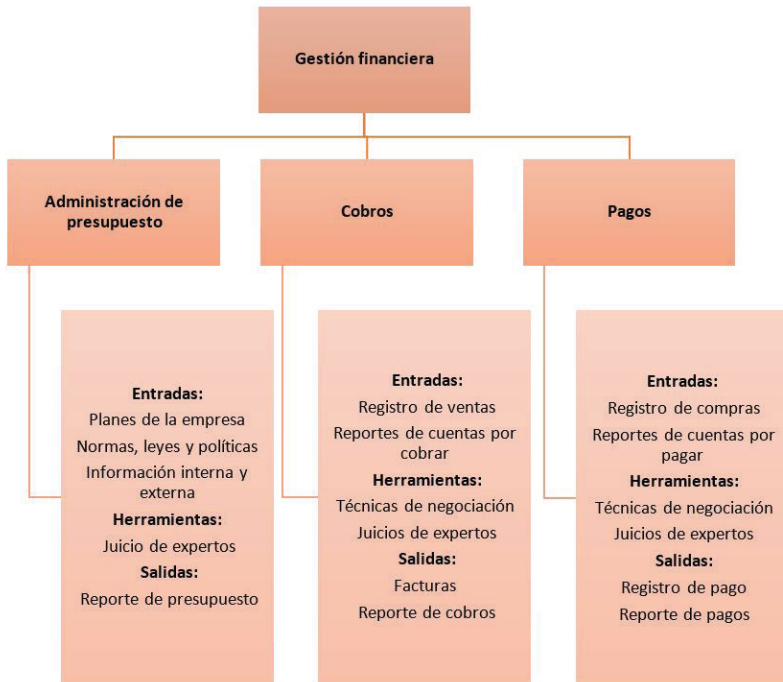 Gestión financiera
Administración de
presupuesto
Cobros
Pagos
Entradas:
Planes de la empresa
Normas, leyes y políticas
Información interna y
externa
Herramientas:
Juicio de expertos
Salidas:
Reporte de presupuesto
Entradas:
Registro de ventas
Reportes de cuentas por
cobrar
Herramientas:
Técnicas de negociación
Juicios de expertos
Salidas:
Facturas
Reporte de cobros
Entradas:
Registro de compras
Reportes de cuentas por
pagar
Herramientas:
Técnicas de negociación
Juicios de expertos
Salidas:
Registro de pago
Reporte de pagos